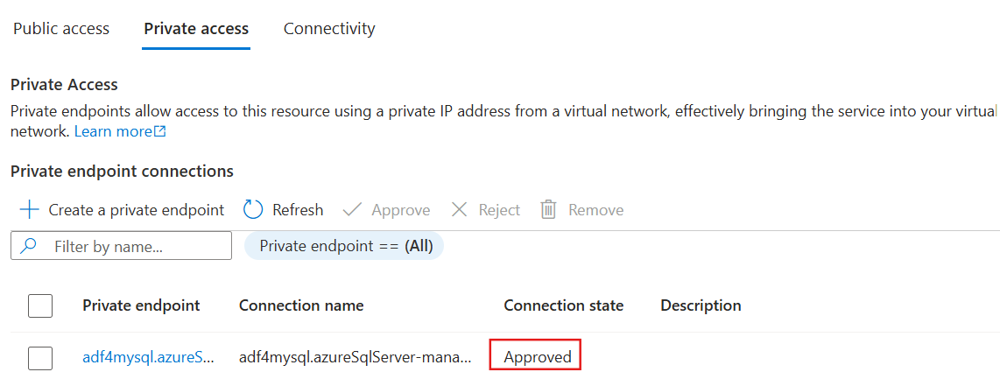 Public access Private access Connectivity
Private Access
Private endpoints allow access to this resource using a private IP address from a virtual network, effectively bringing the service into your virtual
network. Learn more
Private endpoint connections
Create a private endpoint Refresh Approve Reject Remove
Filter by name... Private endpoint == (All)
Private endpoint Connection name Connection state Description
adf4mysql.azureS... adf4mysql.azureSqlServer-mana... Approved